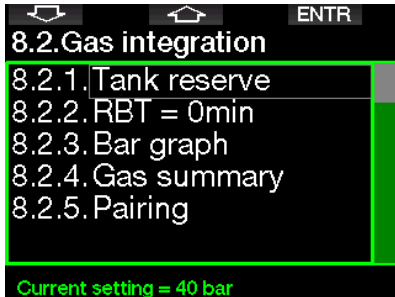 ENTR
8.2.Gas integration
8.2.1.Tank reserve
8.2.2.RBT = 0min
8.2.3.Bar graph
8.2.4.Gas summary
8.2.5.Pairing
Current setting = 40 bar